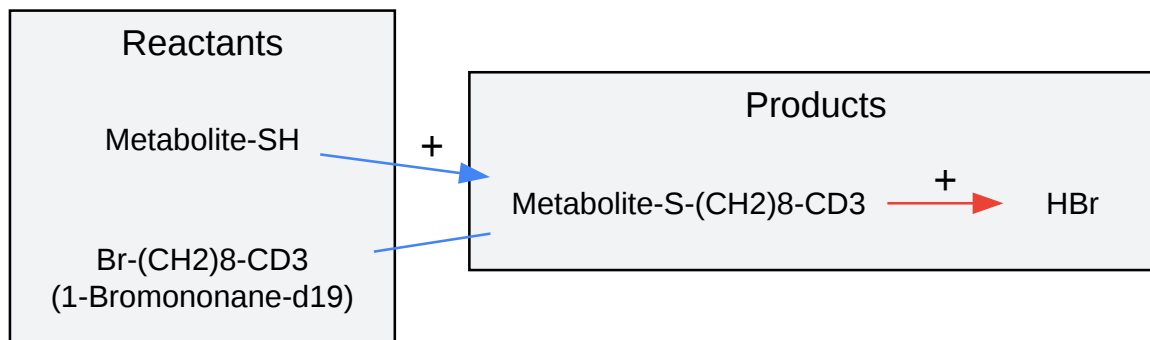 Reactants
Metabolite-SH
+
Br-(CH2)8-CD3
(1-Bromononane-d19)
Products
Metabolite-S-(CH2)8-CD3
+
HBr